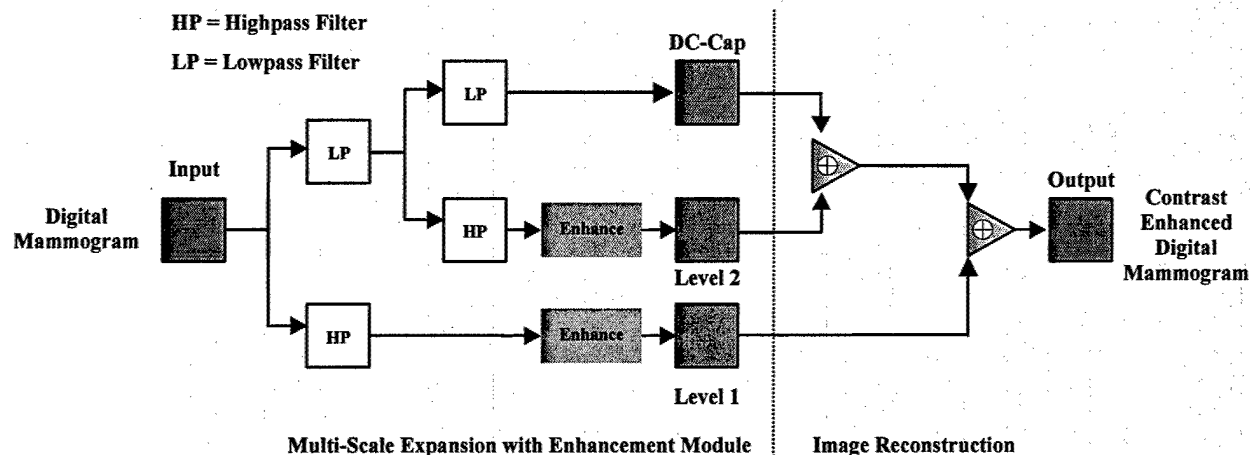 HP = Highpass Filter
LP = Lowpass Filter
DC-Cap
LP
LP
Input
Output
Digital
Mammogram
Contrast
Enhanced
Digital
Mammogram
HP
Enhance
Level 2
HP
Enhance
Level 1
Multi-Scale Expansion with Enhancement Module
Image Reconstruction